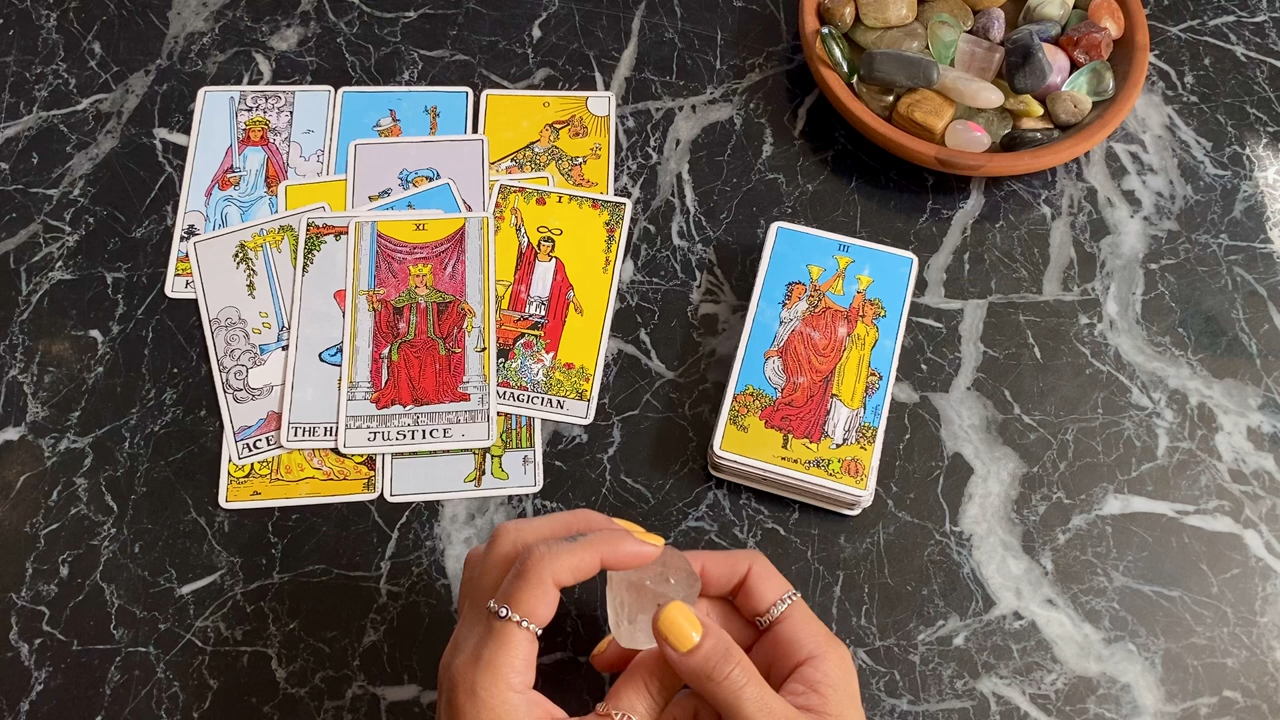 K
I
XI
ACE
THE H
JUSTICE .
MAGICIAN.
III